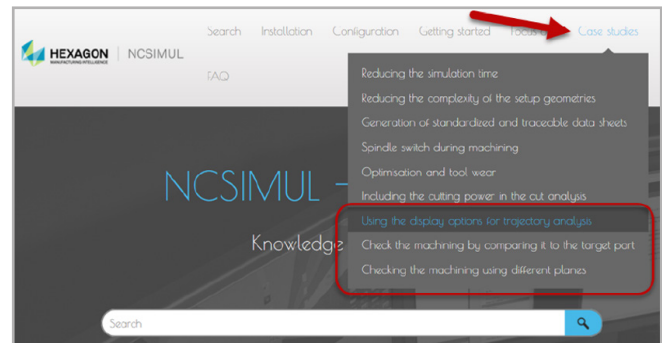 Search Installation Configuration Getting started Focus Case studies
HEXAGON | NCSIMUL
MANUFACTURING INTELLIGENCE
FAQ
Reducing the simulation time
Reducing the complexity of the setup geometries
Generation of standardized and traceable data sheets
Spindle switch during machining
Optimisation and tool wear
Including the cutting power in the cut analysis
Using the display options for trajectory analysis
Check the machining by comparing it to the target part
Checking the machining using different planes
NCSIMUL –
Knowledge
Search